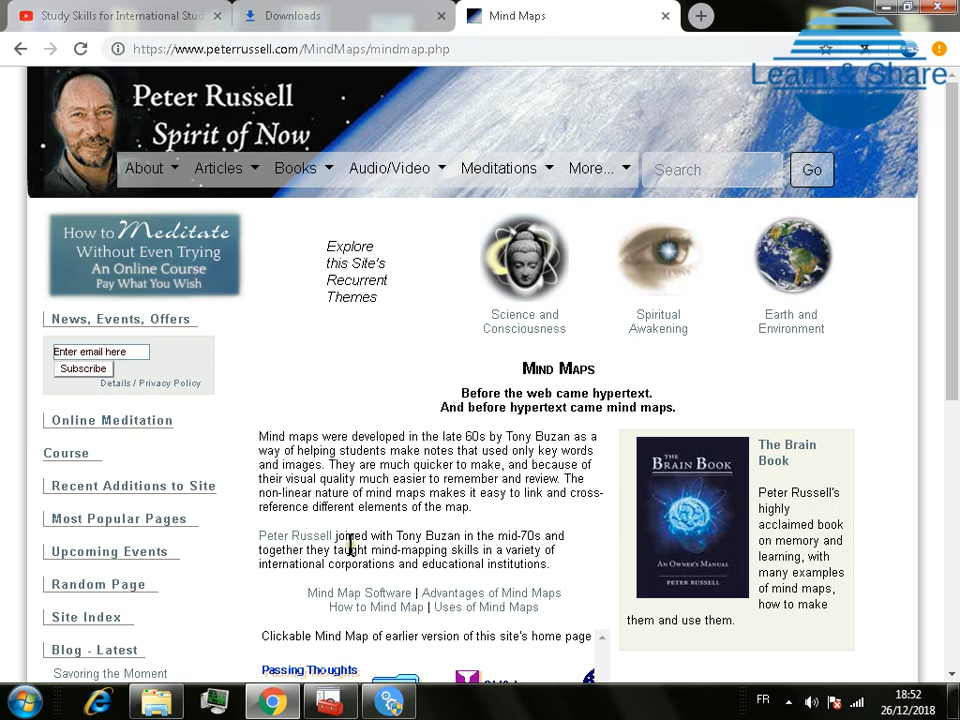 Study Skills for International Stud
Downloads
Mind Maps
https://www.peterrussell.com/MindMaps/mindmap.php
Learn & Share
Peter Russell
Spirit of Now
About Articles Books Audio/Video Meditations More... Search Go
How to Meditate
Without Even Trying
An Online Course
Pay What You Wish
Explore
this Site's
Recurrent
Themes
Science and
Consciousness
Spiritual
Awakening
Earth and
Environment
News, Events, Offers
Enter email here
Subscribe
Details / Privacy Policy
Online Meditation
Course
Recent Additions to Site
Most Popular Pages
Upcoming Events
Random Page
Site Index
Blog - Latest
Savoring the Moment
Mind Maps
Before the web came hypertext.
And before hypertext came mind maps.
Mind maps were developed in the late 60s by Tony Buzan as a
way of helping students make notes that used only key words
and images. They are much quicker to make, and because of
their visual quality much easier to remember and review. The
non-linear nature of mind maps makes it easy to link and cross-
reference different elements of the map.
Peter Russell joined with Tony Buzan in the mid-70s and
together they taught mind-mapping skills in a variety of
international corporations and educational institutions.
Mind Map Software | Advantages of Mind Maps
How to Mind Map | Uses of Mind Maps
Clickable Mind Map of earlier version of this site's home page
Passing Thoughts
THE
BRAIN BOOK
AN OWNER'S MANUAL
PETER RUSSELL
The Brain
Book
Peter Russell's
highly
acclaimed book
on memory and
learning, with
many examples
of mind maps,
how to make
them and use them.
FR
18:52
26/12/2018